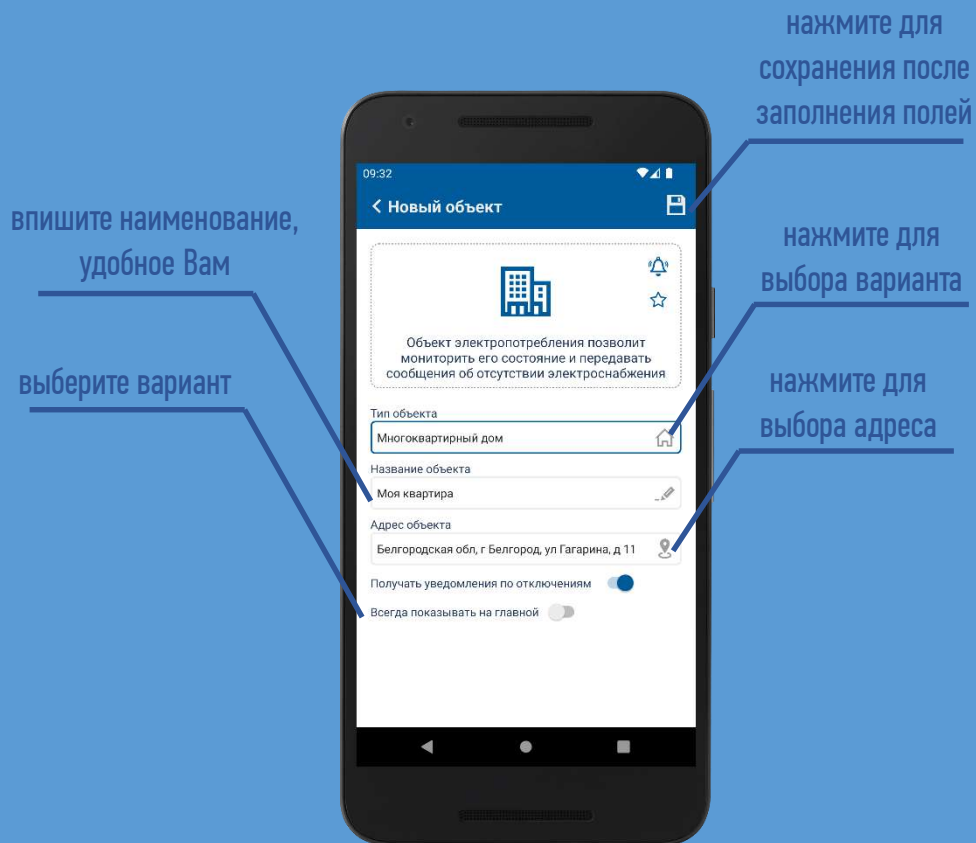 нажмите для
сохранения после
заполнения полей
впишите наименование,
удобное Вам
выберите вариант
09:32
Новый объект
Объект электропотребления позволит
мониторить его состояние и передавать
сообщения об отсутствии электроснабжения
Тип объекта
Многоквартирный дом
Название объекта
Моя квартира
Адрес объекта
Белгородская обл, г Белгород, ул Гагарина, д 11
Получать уведомления по отключениям
Всегда показывать на главной
нажмите для
выбора варианта
нажмите для
выбора адреса